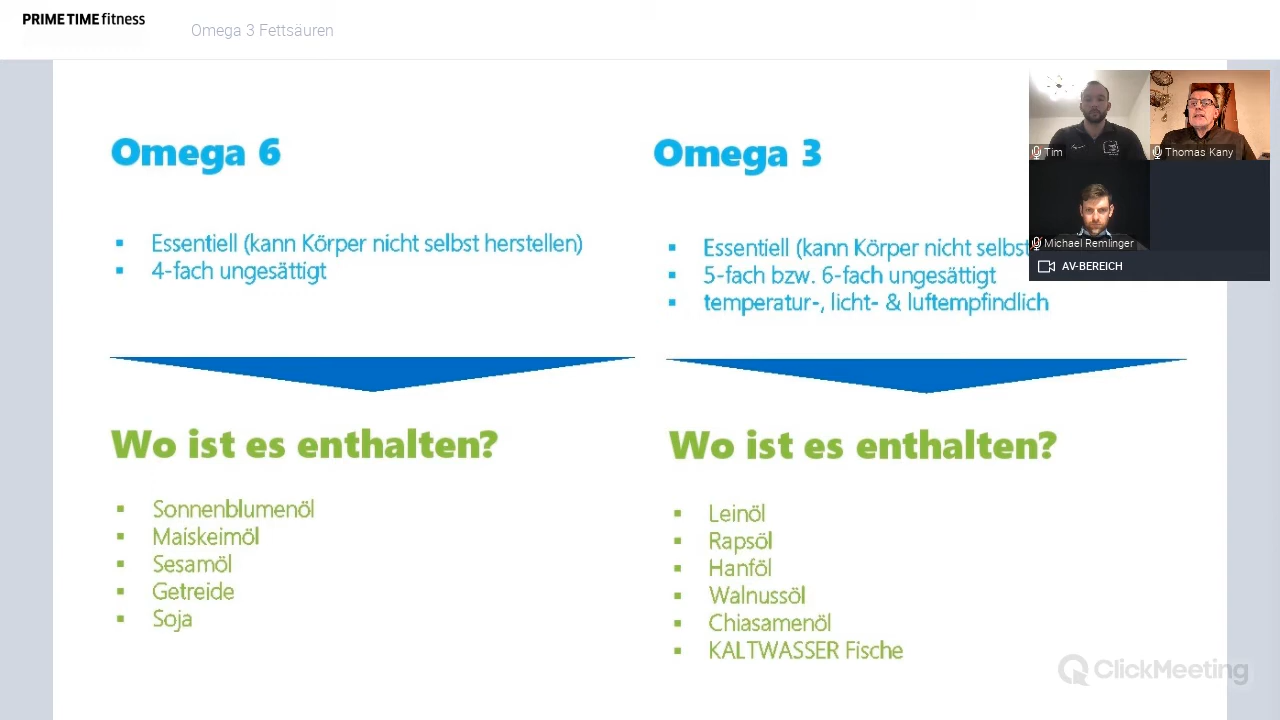 PRIME TIME fitness
Omega 3 Fettsäuren
Omega 6
Essentiell (kann Körper nicht selbst herstellen)
4-fach ungesättigt
Wo ist es enthalten?
Sonnenblumenöl
Maiskeimöl
Sesamöl
Getreide
Soja
Omega 3
Essentiell (kann Körper nicht selbst
5-fach bzw. 6-fach ungesättigt
temperatur-, licht- & luftempfindlich
Wo ist es enthalten?
Leinöl
Rapsöl
Hanföl
Walnussöl
Chiasamenöl
KALTWASSER Fische
Tim
Thomas Kany
Michael Remlinger
AV-BEREICH
ClickMeeting